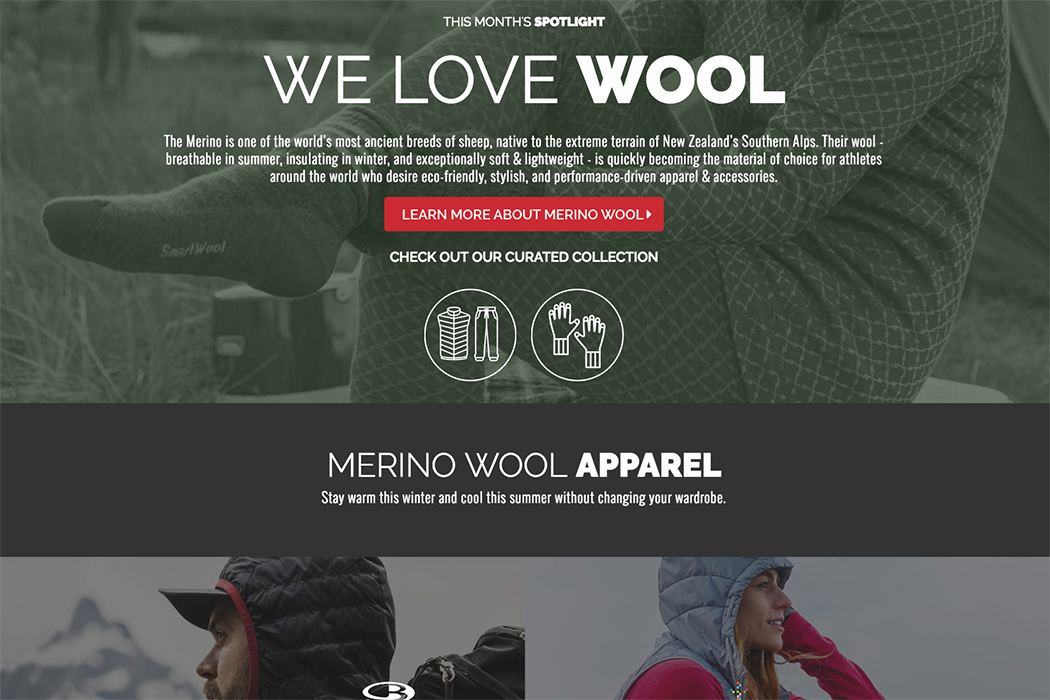 THIS MONTH'S SPOTLIGHT
WE LOVE WOOL
The Merino is one of the world's most ancient breeds of sheep, native to the extreme terrain of New Zealand's Southern Alps. Their wool -
breathable in summer, insulating in winter, and exceptionally soft & lightweight - is quickly becoming the material of choice for athletes
around the world who desire eco-friendly, stylish, and performance-driven apparel & accessories.
SmartWool
LEARN MORE ABOUT MERINO WOOL
CHECK OUT OUR CURATED COLLECTION
MERINO WOOL APPAREL
Stay warm this winter and cool this summer without changing your wardrobe.